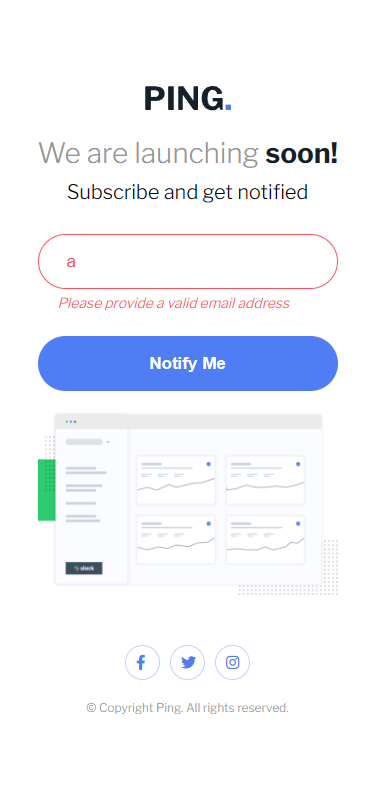 PING.
We are launching soon!
Subscribe and get notified
a
Please provide a valid email address
Notify Me
slack
© Copyright Ping. All rights reserved.